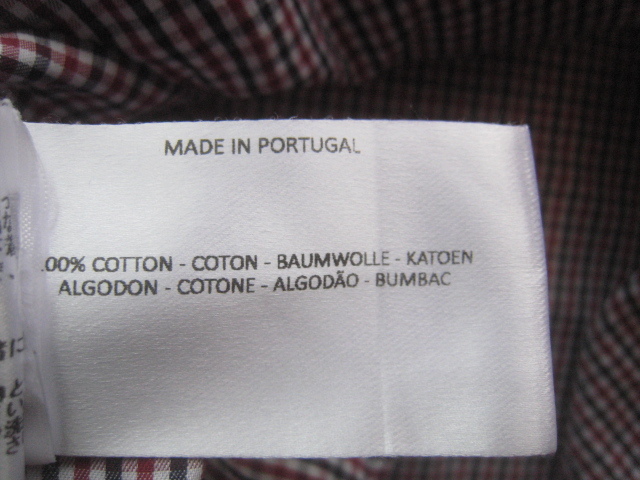 MADE IN PORTUGAL
00% COTTON - COTON - BAUMWOLLE - KATOEN
ALGODON - COTONE - ALGODÃO - BUMBAC